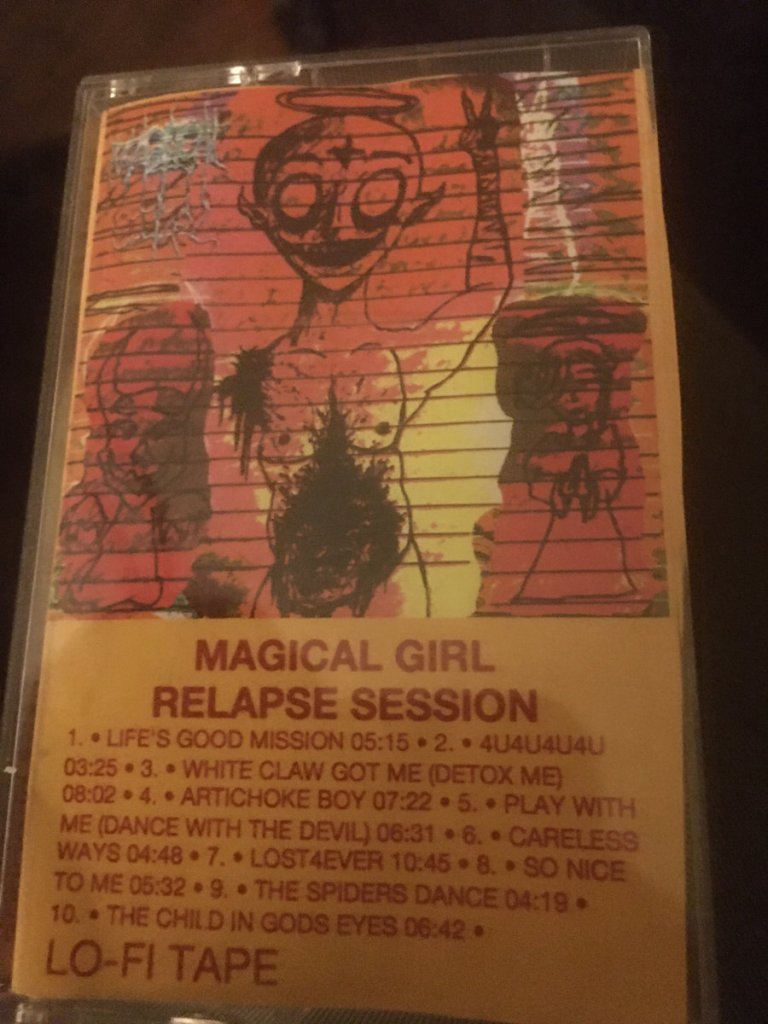 MAGICAL GIRL
RELAPSE SESSION
1. • LIFE'S GOOD MISSION 05:15 • 2. • 4U4U4U4U
03:25 • 3. • WHITE CLAW GOT ME (DETOX ME)
08:02 • 4. • ARTICHOKE BOY 07:22 • 5. • PLAY WITH
ME (DANCE WITH THE DEVIL) 06:31 • 6. • CARELESS
WAYS 04:48 • 7. • LOST4EVER 10:45 • 8. • SO NICE
TO ME 05:32 • 9. • THE SPIDERS DANCE 04:19 •
10. • THE CHILD IN GODS EYES 06:42 •
LO-FI TAPE